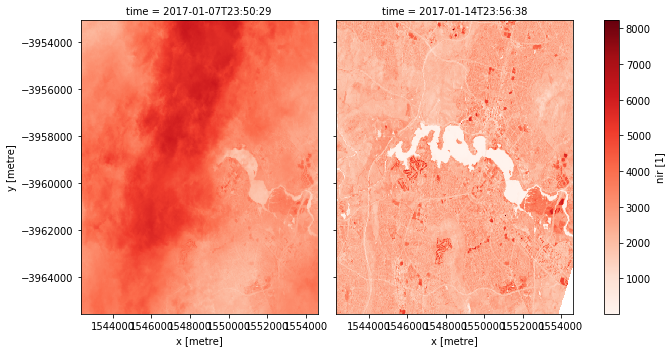 time = 2017-01-07T23:50:29
time = 2017-01-14T23:56:38
8000
7000
6000
5000
4000
3000
2000
1000
nir [1]
−3954000
−3956000
−3958000
−3960000
−3962000
−3964000
y [metre]
1544000 1546000 1548000 1550000 1552000 1554000
1544000 1546000 1548000 1550000 1552000 1554000
x [metre]
x [metre]